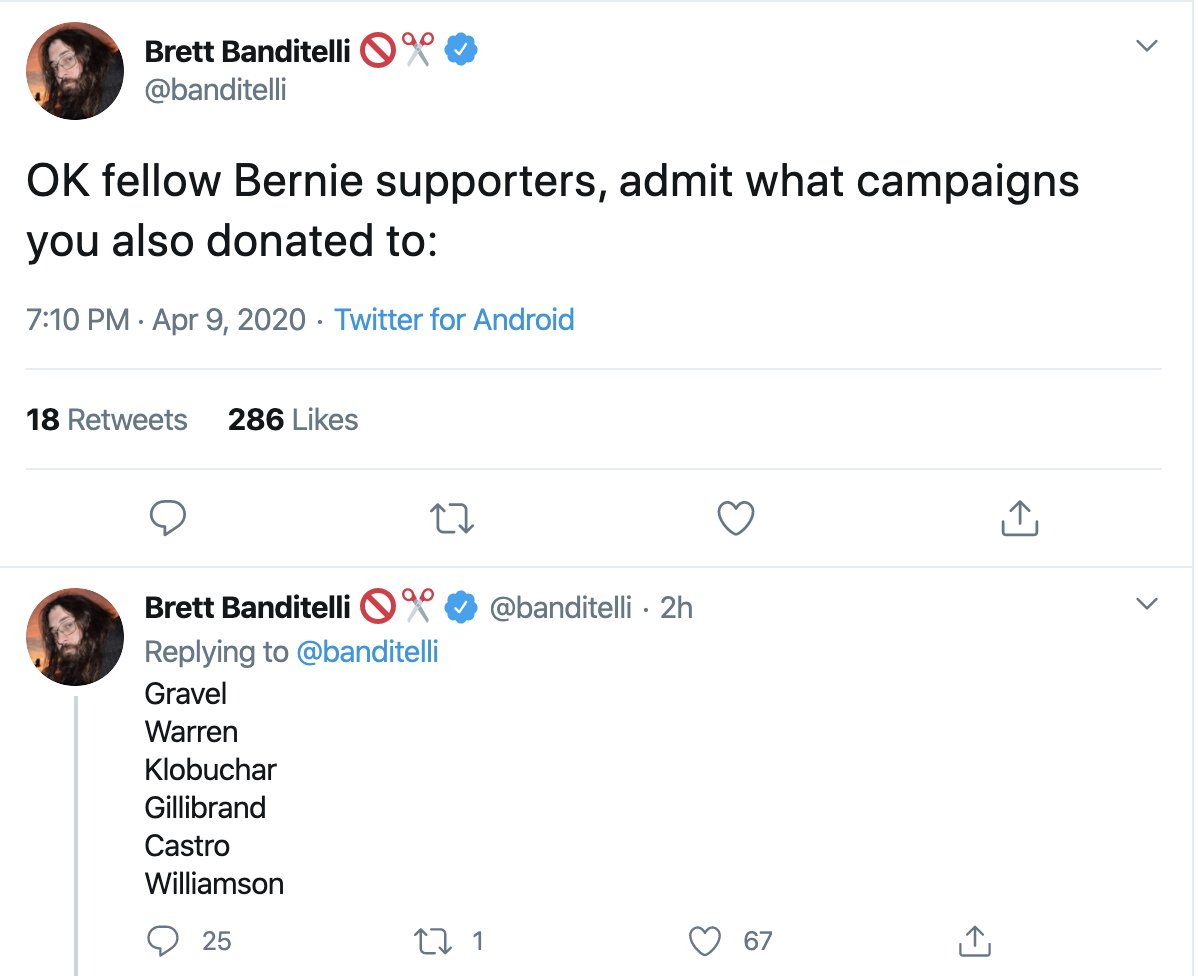 Brett Banditelli 🚫✂️
@banditelli
OK fellow Bernie supporters, admit what campaigns
you also donated to:
7:10 PM · Apr 9, 2020 · Twitter for Android
18 Retweets 286 Likes
Brett Banditelli 🚫✂️ @banditelli · 2h
Replying to @banditelli
Gravel
Warren
Klobuchar
Gillibrand
Castro
Williamson
25 1 67